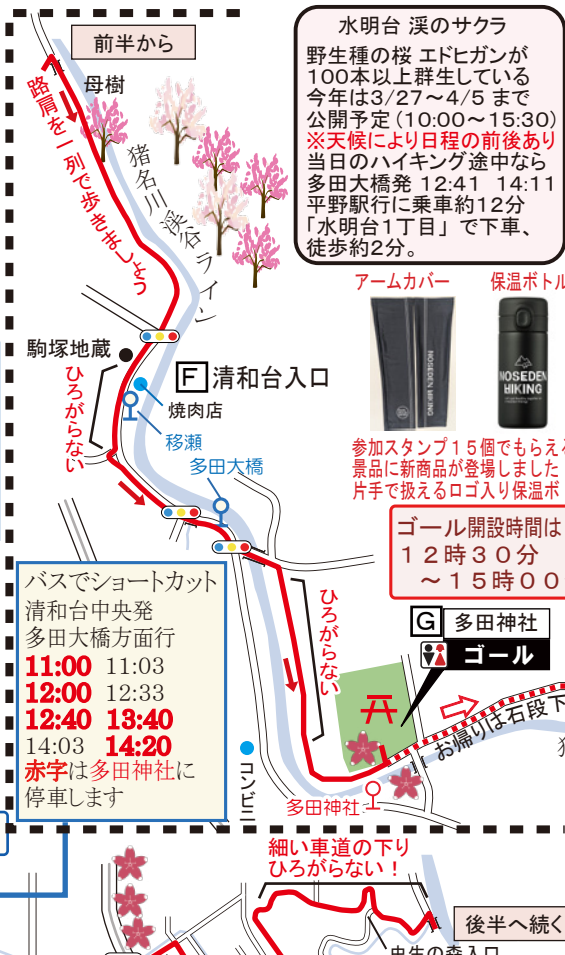 前半から
母樹
路肩を一列で歩きましょう
猪名川渓谷ライン
水明台 渓のサクラ
野生種の桜 エドヒガンが
100本以上群生している
今年は3/27～4/5 まで
公開予定(10:00～15:30)
※天候により日程の前後あり
当日のハイキング途中なら
多田大橋発 12:41 14:11
平野駅行に乗車約12分
「水明台1丁目」で下車、
徒歩約2分。
アームカバー
保温ボトル
NOSEDEN HIKING
NOSEDEN
HIKING
参加スタンプ15個でもらえ
景品に新商品が登場しました
片手で扱えるロゴ入り保温ボ
駒塚地蔵
ひろがらない
F 清和台入口
焼肉店
移瀬
多田大橋
ゴール開設時間は
12時30分
～15時00
バスでショートカット
清和台中央発
多田大橋方面行
11:00 11:03
12:00 12:33
12:40 13:40
14:03 14:20
赤字は多田神社に
停車します
ひろがらない
G 多田神社
ゴール
お帰りは石段下
コンビニ
多田神社
細い車道の下り
ひろがらない！
後半へ続く